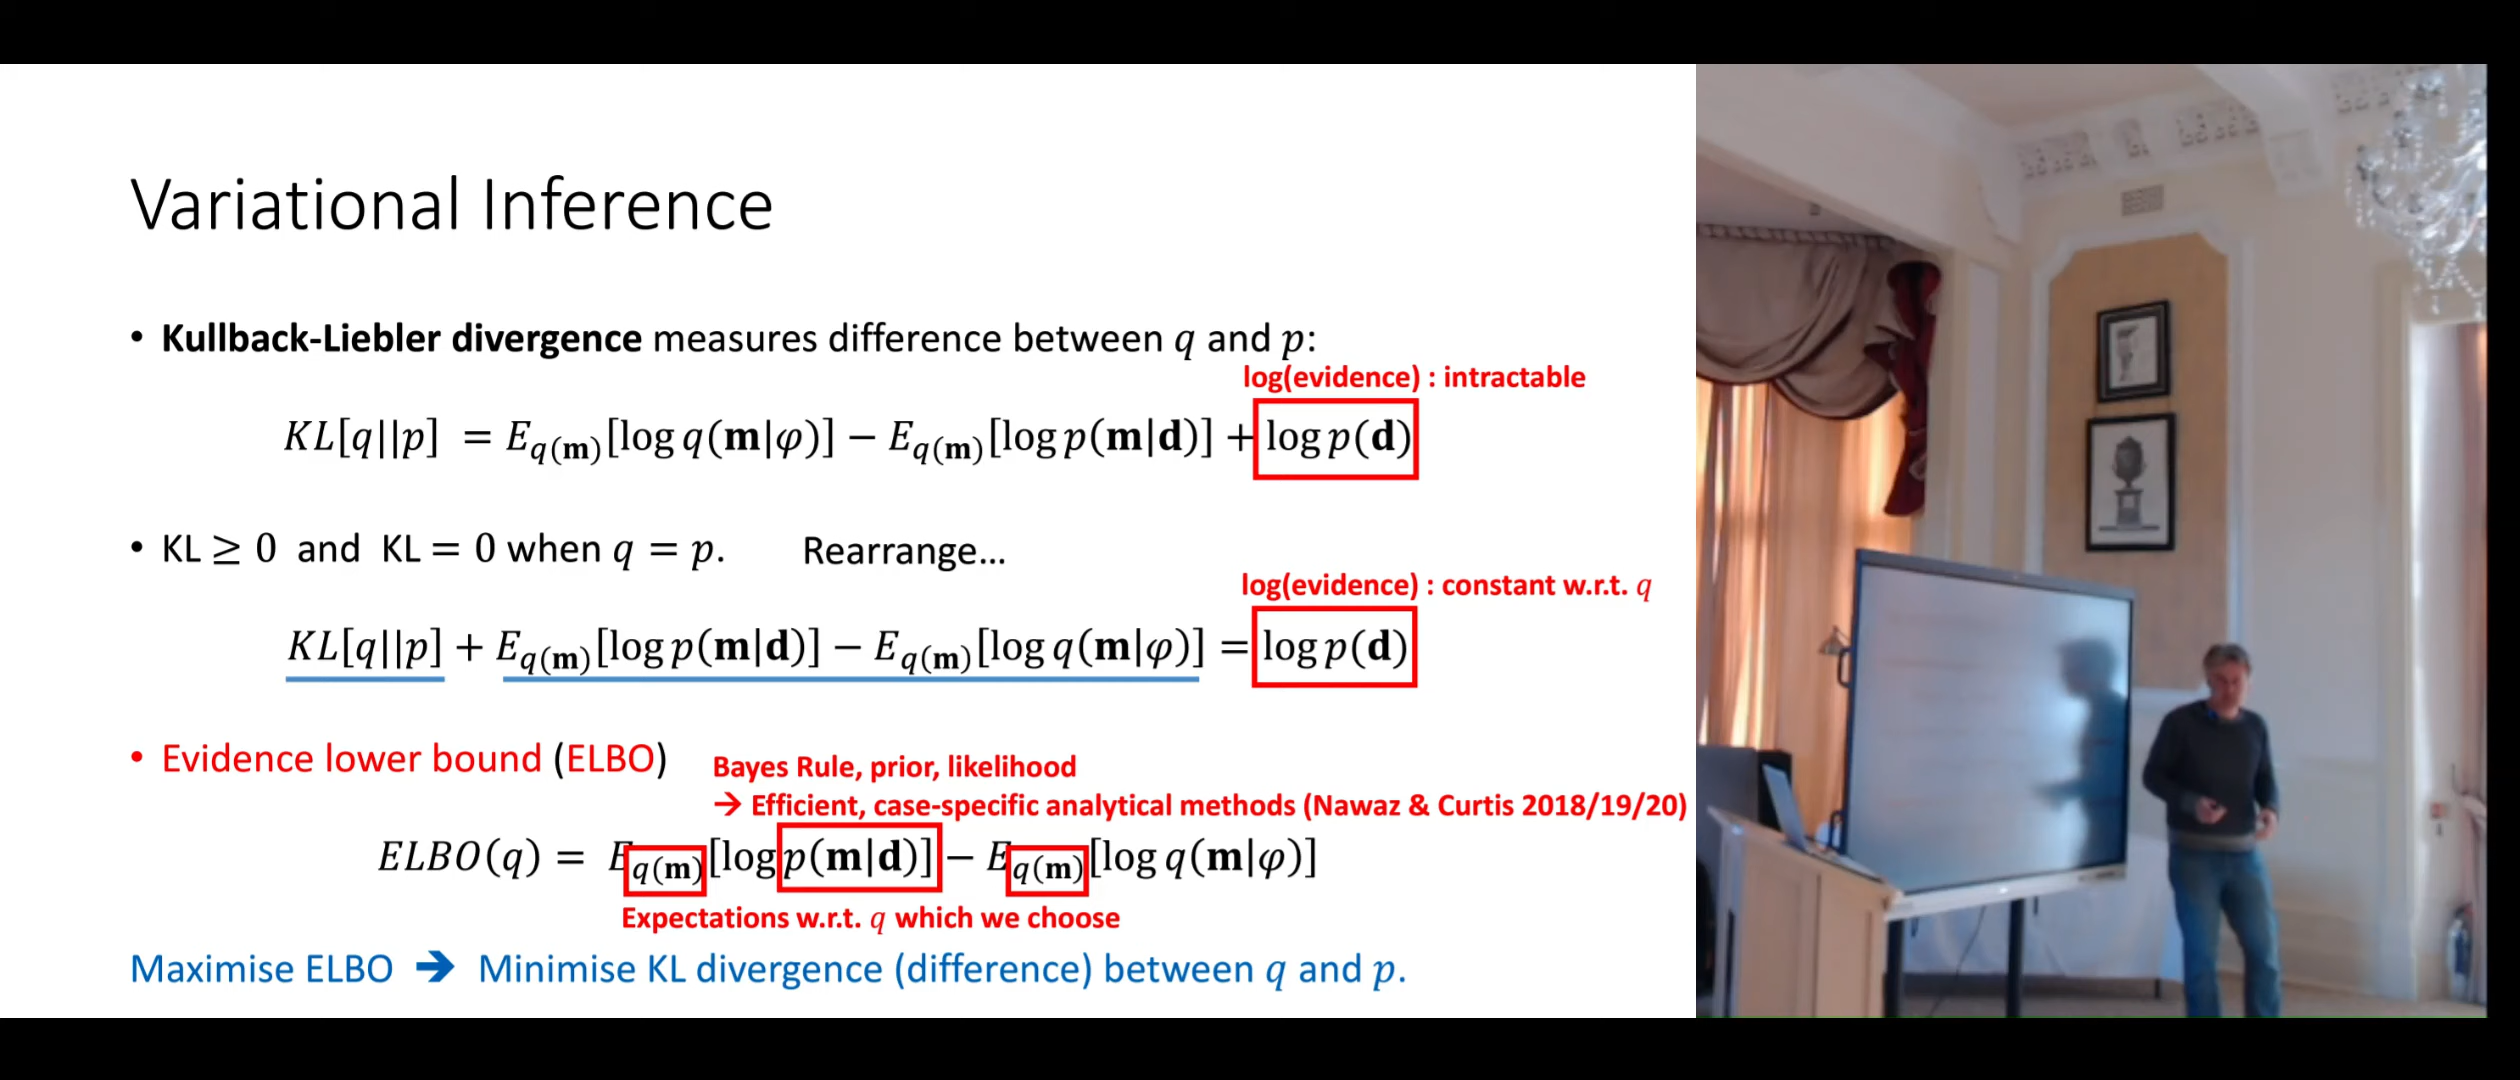 Variational Inference
• Kullback-Liebler divergence measures difference between q and p:
log(evidence) : intractable
KL[q||p] = E_q(m)[log q(m|φ)] − E_q(m)[log p(m|d)] + log p(d)
• KL ≥ 0 and KL = 0 when q = p. Rearrange...
log(evidence) : constant w.r.t. q
KL[q||p] + E_q(m)[log p(m|d)] − E_q(m)[log q(m|φ)] = log p(d)
• Evidence lower bound (ELBO)
Bayes Rule, prior, likelihood
→ Efficient, case-specific analytical methods (Nawaz & Curtis 2018/19/20)
ELBO(q) = E_q(m)[log p(m|d)] − E_q(m)[log q(m|φ)]
Expectations w.r.t. q which we choose
Maximise ELBO → Minimise KL divergence (difference) between q and p.